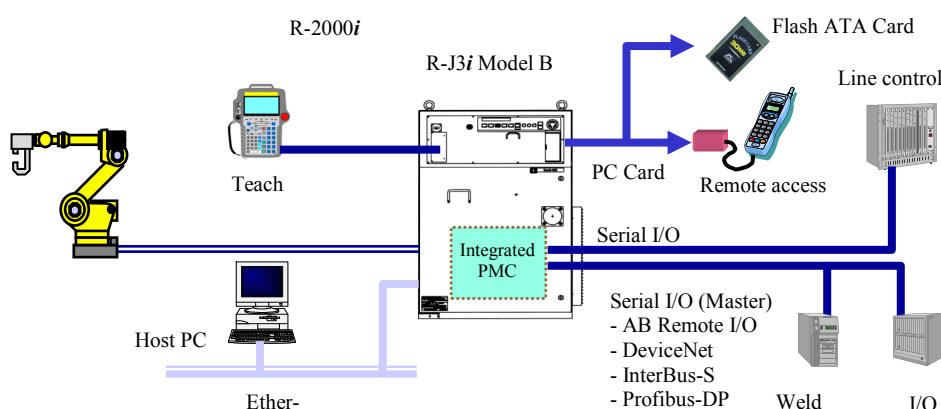 R-2000i
Flash ATA Card
R-J3i Model B
Line control
Teach
PC Card
Remote access
Serial I/O
Integrated
PMC
Serial I/O (Master)
- AB Remote I/O
- DeviceNet
- InterBus-S
- Profibus-DP
Host PC
Ether-
Weld
I/O